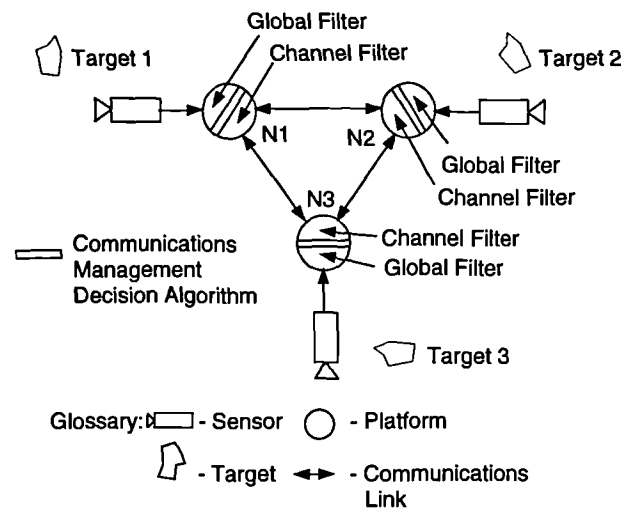 Global Filter
Target 1
Channel Filter
Target 2
N1
N2
Global Filter
Channel Filter
N3
Channel Filter
Global Filter
Communications
Management
Decision Algorithm
Target 3
Glossary: - Sensor - Platform
- Target - Communications
Link